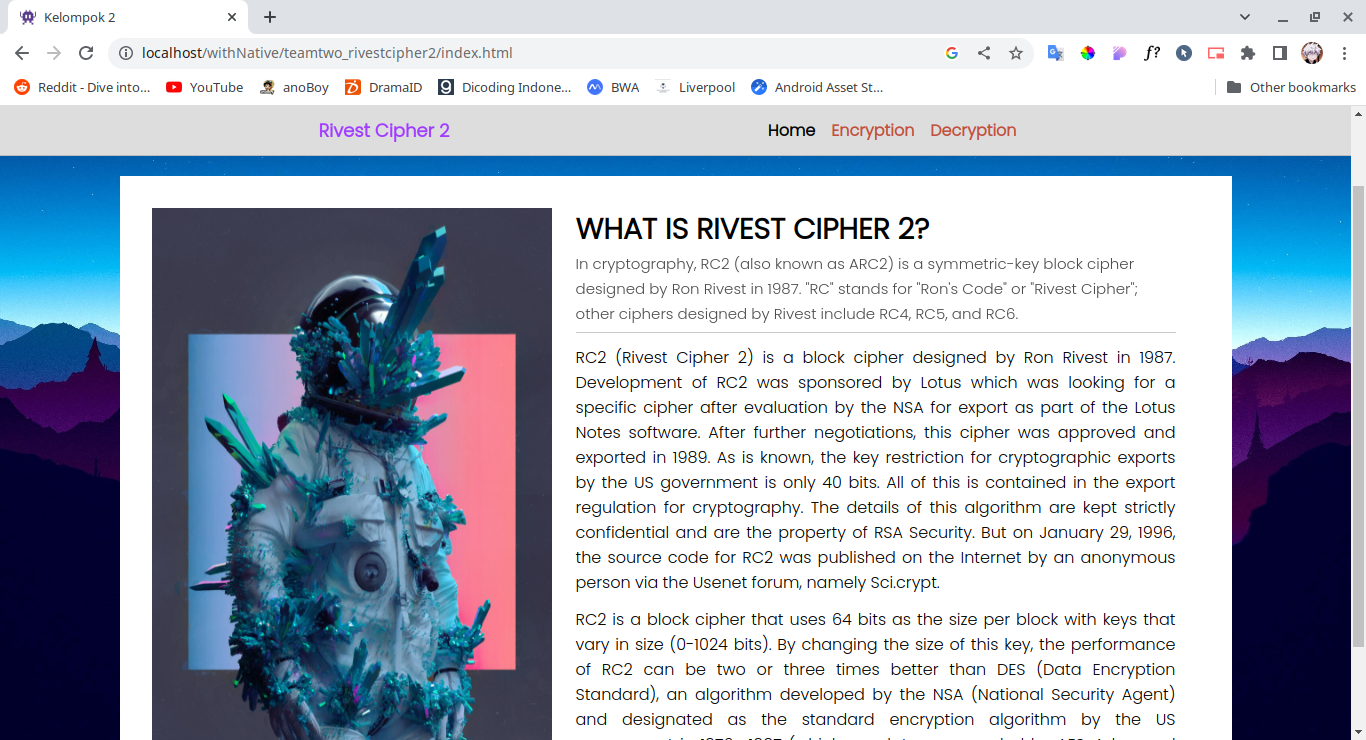 Kelompok 2
localhost/withNative/teamtwo_rivestcipher2/index.html
f?
Reddit - Dive into... YouTube anoBoy DramaID Dicoding Indone... BWA Liverpool Android Asset St... Other bookmarks
Rivest Cipher 2 Home Encryption Decryption
WHAT IS RIVEST CIPHER 2?
In cryptography, RC2 (also known as ARC2) is a symmetric-key block cipher
designed by Ron Rivest in 1987. "RC" stands for "Ron's Code" or "Rivest Cipher";
other ciphers designed by Rivest include RC4, RC5, and RC6.
RC2 (Rivest Cipher 2) is a block cipher designed by Ron Rivest in 1987.
Development of RC2 was sponsored by Lotus which was looking for a
specific cipher after evaluation by the NSA for export as part of the Lotus
Notes software. After further negotiations, this cipher was approved and
exported in 1989. As is known, the key restriction for cryptographic exports
by the US government is only 40 bits. All of this is contained in the export
regulation for cryptography. The details of this algorithm are kept strictly
confidential and are the property of RSA Security. But on January 29, 1996,
the source code for RC2 was published on the Internet by an anonymous
person via the Usenet forum, namely Sci.crypt.
RC2 is a block cipher that uses 64 bits as the size per block with keys that
vary in size (0-1024 bits). By changing the size of this key, the performance
of RC2 can be two or three times better than DES (Data Encryption
Standard), an algorithm developed by the NSA (National Security Agent)
and designated as the standard encryption algorithm by the US